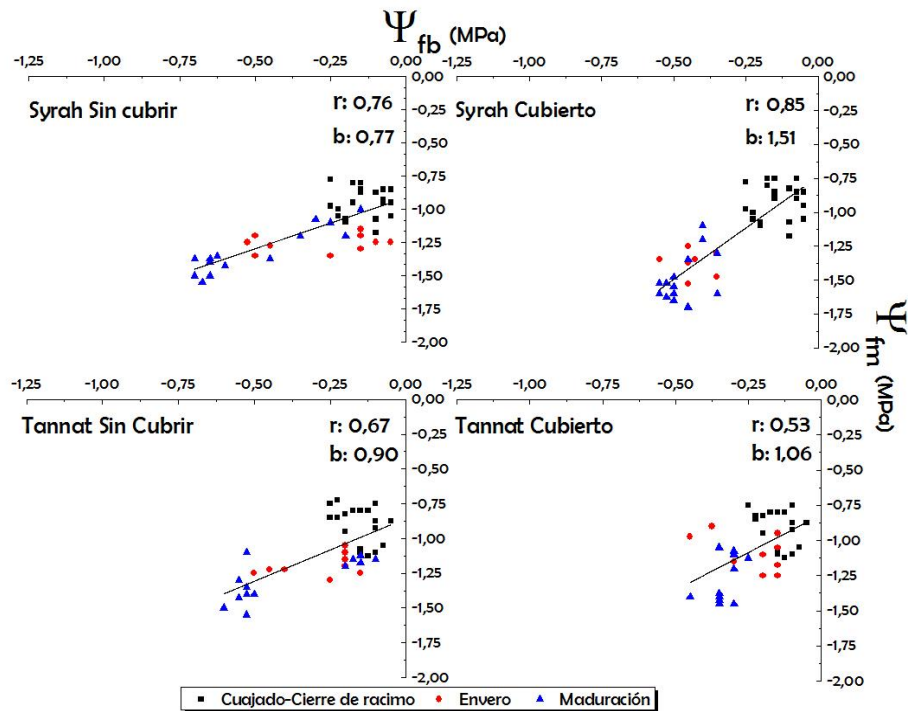 Ψfb (MPa)
-1,25 -1,00 -0,75 -0,50 -0,25 0,00
-1,25 -1,00 -0,75 -0,50 -0,25 0,00
Syrah Sin cubrir
r: 0,76
b: 0,77
0,00
-0,25
-0,50
-0,75
-1,00
-1,25
-1,50
-1,75
-2,00
Syrah Cubierto
r: 0,85
b: 1,51
0,00
-0,25
-0,50
-0,75
-1,00
-1,25
-1,50
-1,75
-2,00
Ψfm (MPa)
-1,25 -1,00 -0,75 -0,50 -0,25 0,00
-1,25 -1,00 -0,75 -0,50 -0,25 0,00
Tannat Sin Cubrir
r: 0,67
b: 0,90
0,00
-0,25
-0,50
-0,75
-1,00
-1,25
-1,50
-1,75
-2,00
Tannat Cubierto
r: 0,53
b: 1,06
0,00
-0,25
-0,50
-0,75
-1,00
-1,25
-1,50
-1,75
-2,00
Cuajado-Cierre de racimo Envero Maduración